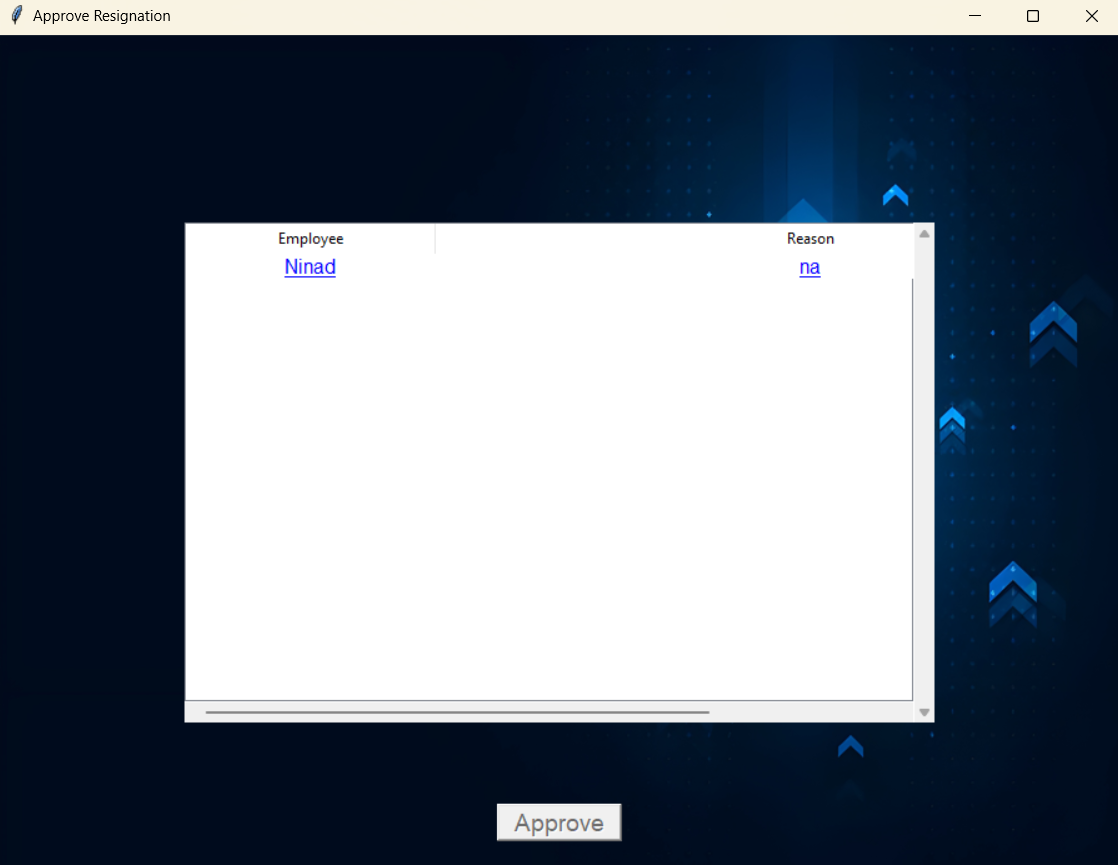 Approve Resignation
Employee Reason
Ninad na
Approve